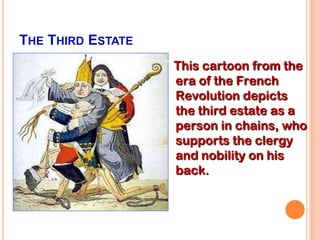 THE THIRD ESTATE
This cartoon from the
era of the French
Revolution depicts
the third estate as a
person in chains, who
supports the clergy
and nobility on his
back.